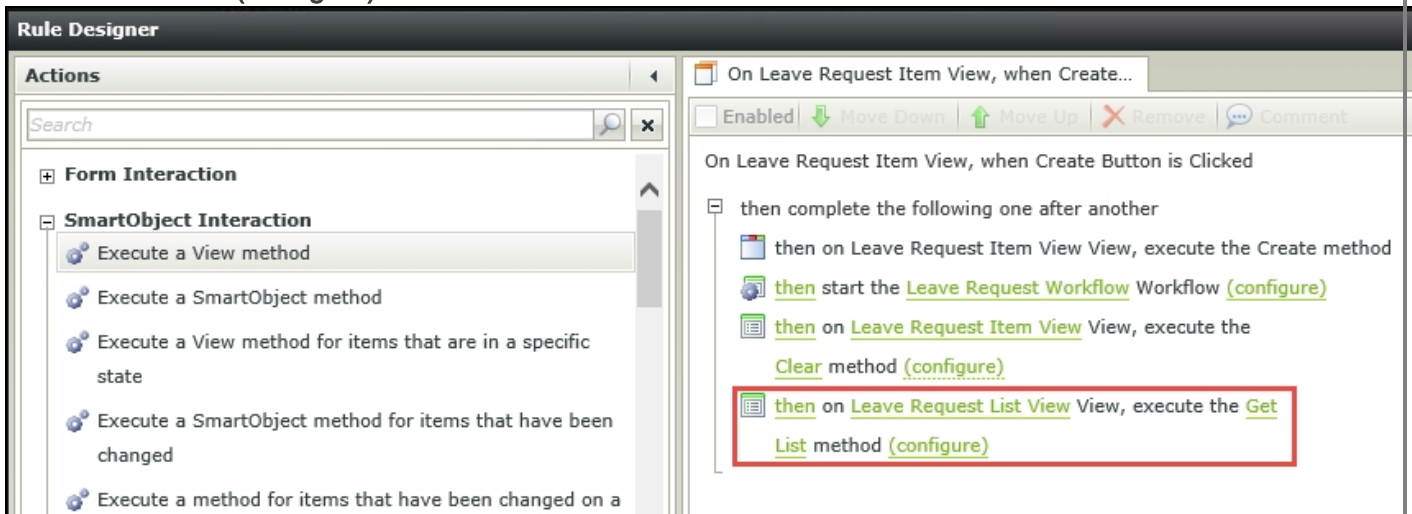 Rule Designer
Actions
Search
Form Interaction
SmartObject Interaction
Execute a View method
Execute a SmartObject method
Execute a View method for items that are in a specific
state
Execute a SmartObject method for items that have been
changed
Execute a method for items that have been changed on a
On Leave Request Item View, when Create...
Enabled Move Down Move Up Remove Comment
On Leave Request Item View, when Create Button is Clicked
then complete the following one after another
then on Leave Request Item View View, execute the Create method
then start the Leave Request Workflow Workflow (configure)
then on Leave Request Item View View, execute the
Clear method (configure)
then on Leave Request List View View, execute the Get
List method (configure)